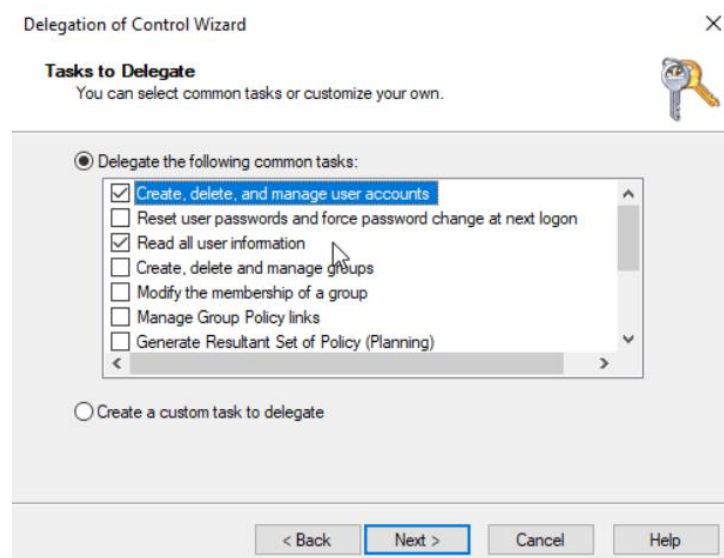 Delegation of Control Wizard
Tasks to Delegate
You can select common tasks or customize your own.
Delegate the following common tasks:
Create, delete, and manage user accounts
Reset user passwords and force password change at next logon
Read all user information
Create, delete and manage groups
Modify the membership of a group
Manage Group Policy links
Generate Resultant Set of Policy (Planning)
Create a custom task to delegate
< Back Next > Cancel Help